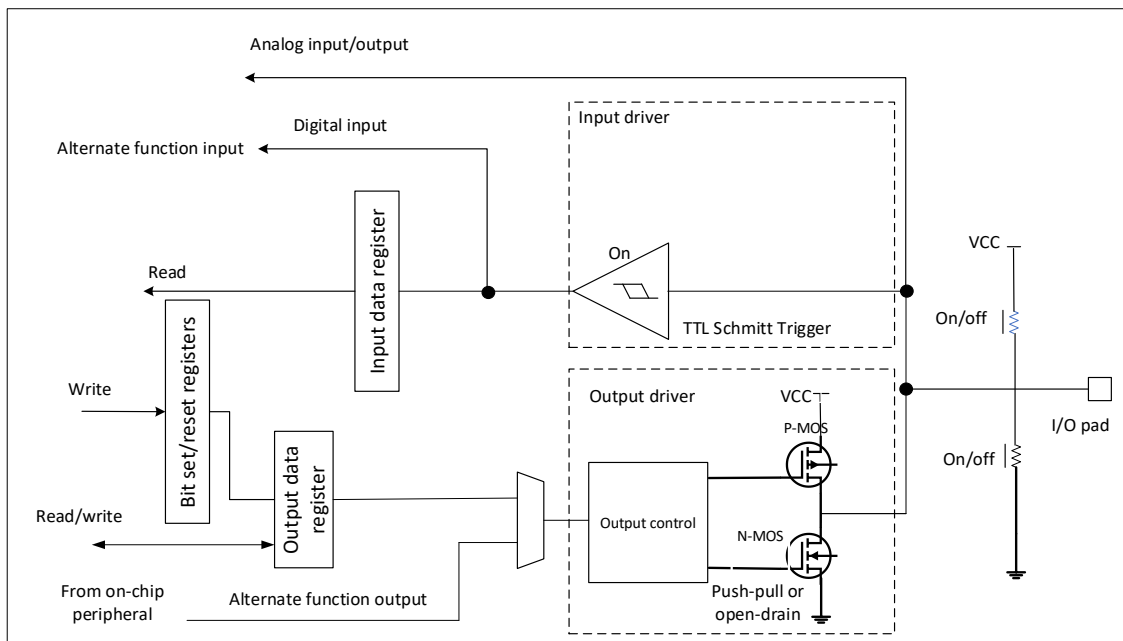 Analog input/output
Input driver
Digital input
Alternate function input
Input data register
On
VCC
Read
On/off
TTL Schmitt Trigger
Bit set/reset registers
Write
Output driver
VCC
I/O pad
P-MOS
On/off
Output data
register
Read/write
Output control
N-MOS
From on-chip
peripheral
Alternate function output
Push-pull or
open-drain